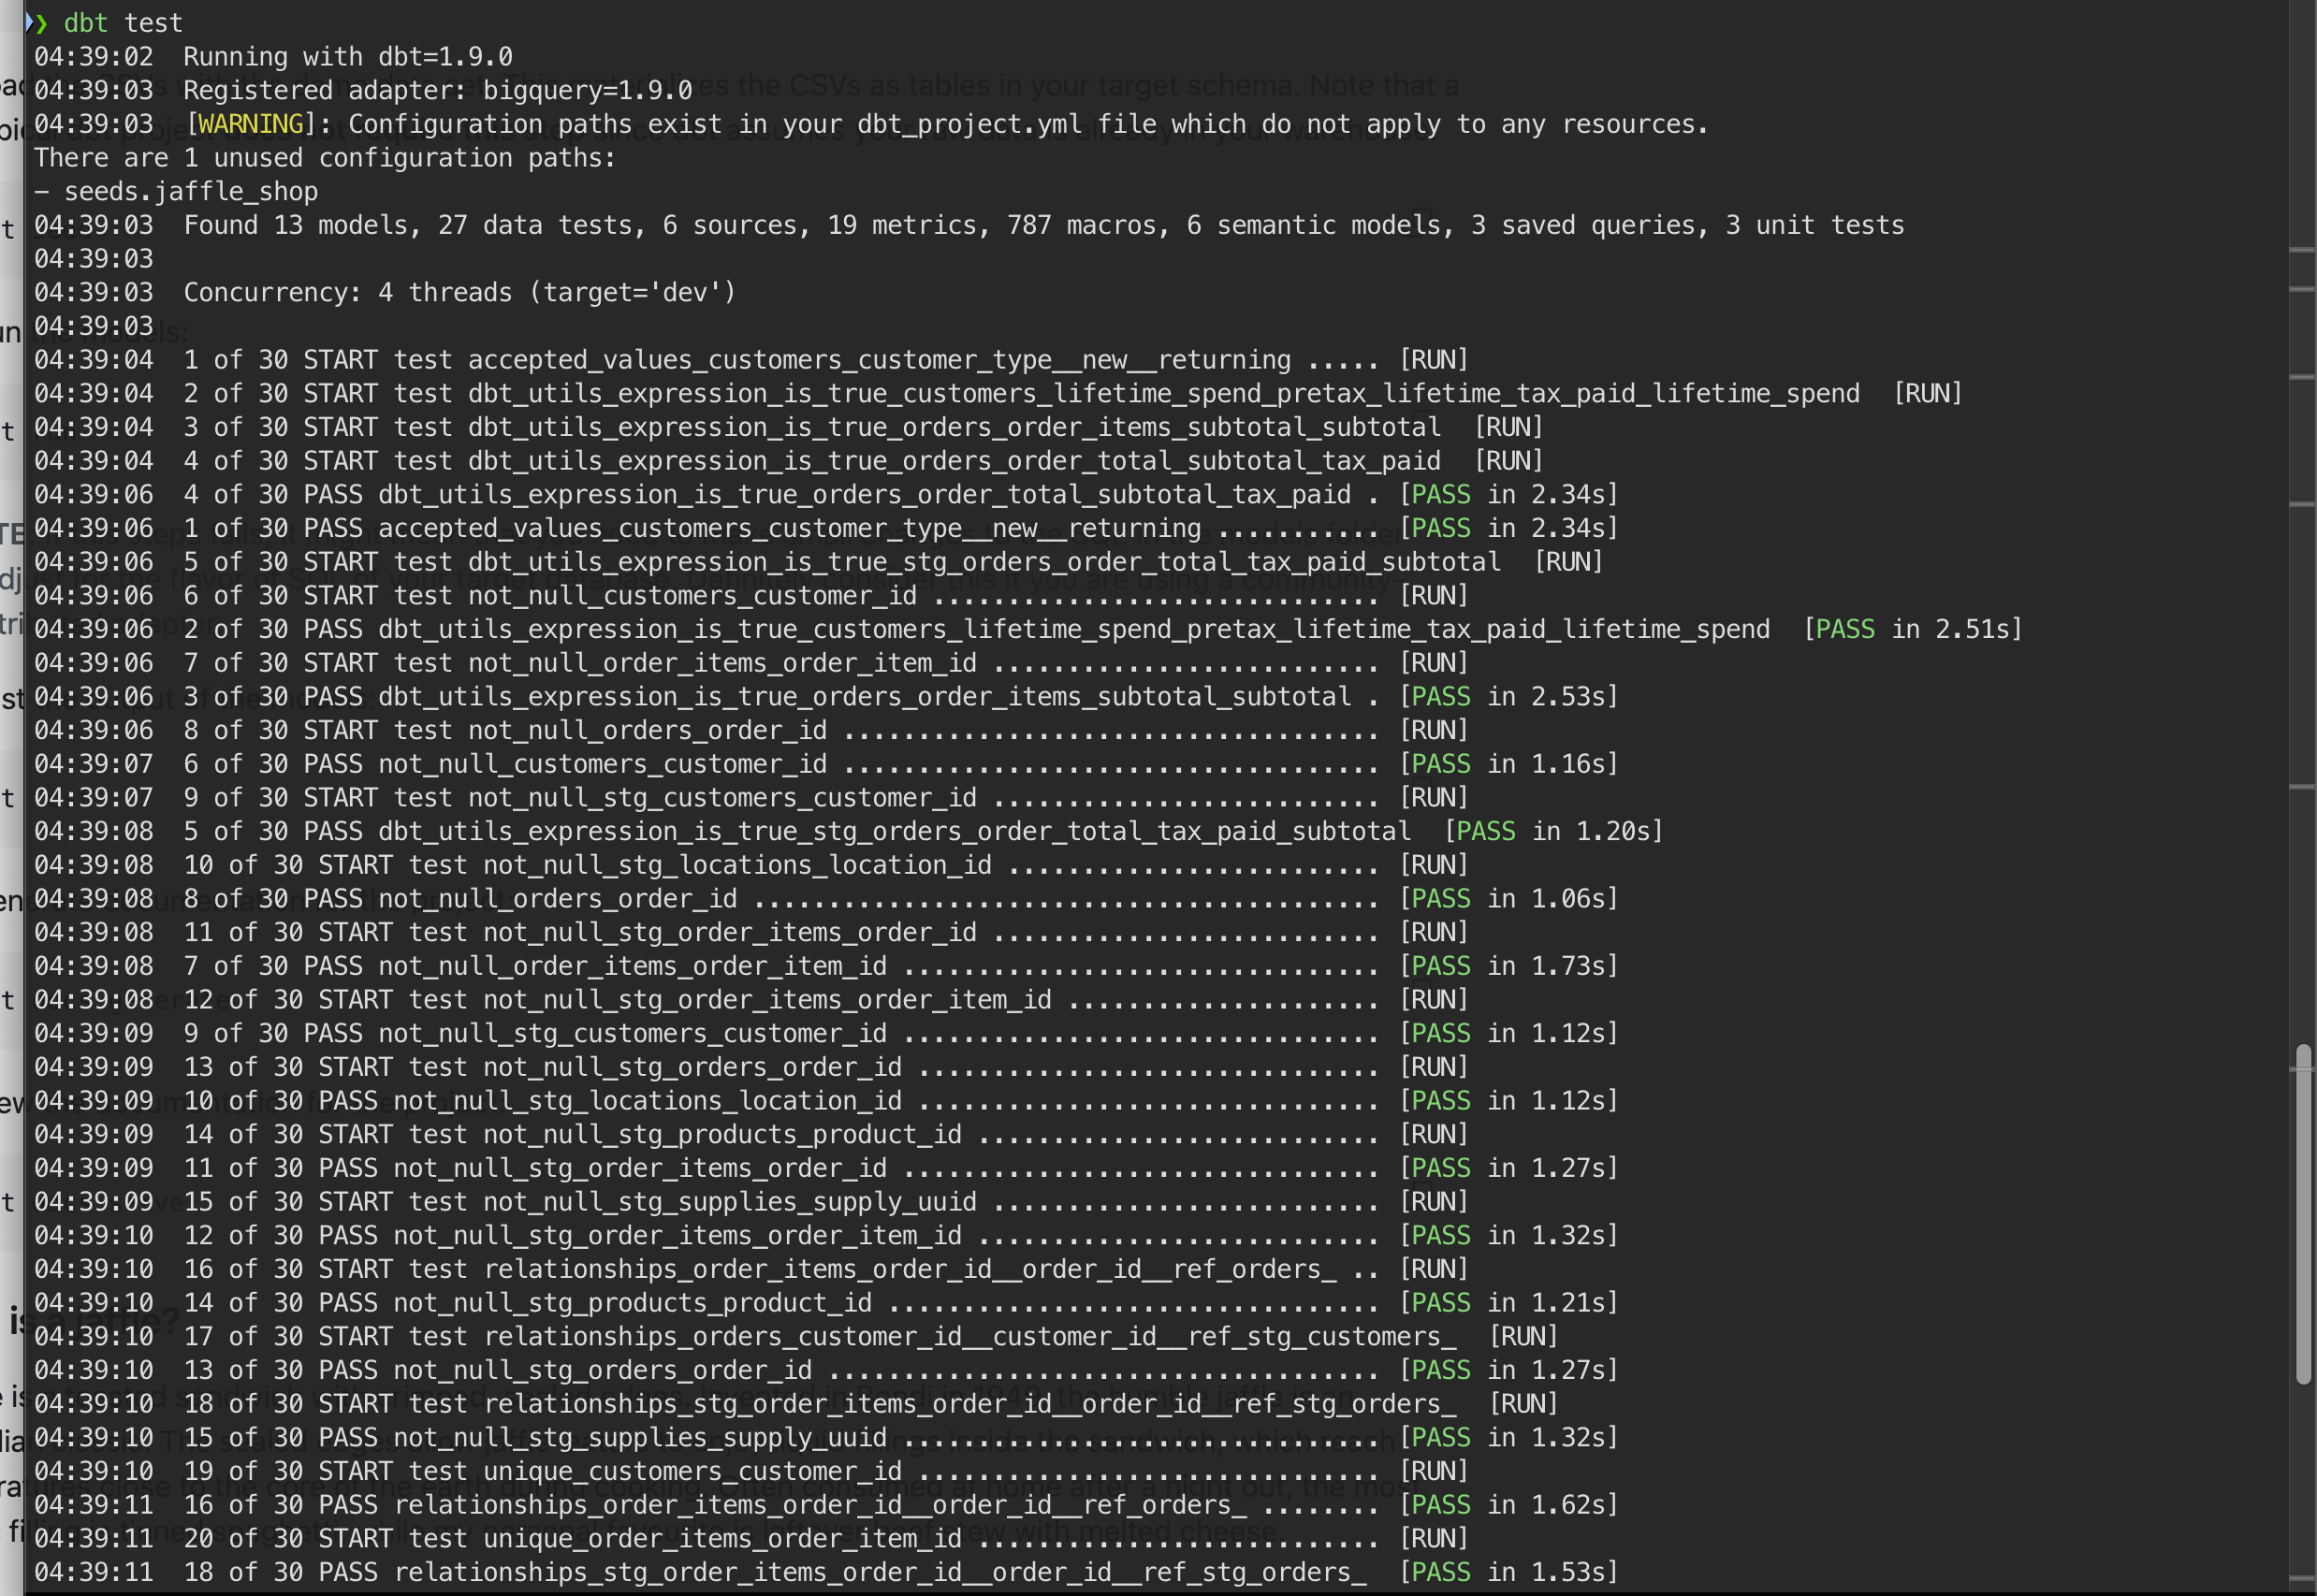 ❯ dbt test
04:39:02  Running with dbt=1.9.0
04:39:03  Registered adapter: bigquery=1.9.0
04:39:03  [WARNING]: Configuration paths exist in your dbt_project.yml file which do not apply to any resources.
There are 1 unused configuration paths:
- seeds.jaffle_shop
04:39:03  Found 13 models, 27 data tests, 6 sources, 19 metrics, 787 macros, 6 semantic models, 3 saved queries, 3 unit tests
04:39:03
04:39:03  Concurrency: 4 threads (target='dev')
04:39:03
04:39:04  1 of 30 START test accepted_values_customers_customer_type__new__returning ..... [RUN]
04:39:04  2 of 30 START test dbt_utils_expression_is_true_customers_lifetime_spend_pretax_lifetime_tax_paid_lifetime_spend  [RUN]
04:39:04  3 of 30 START test dbt_utils_expression_is_true_orders_order_items_subtotal_subtotal  [RUN]
04:39:04  4 of 30 START test dbt_utils_expression_is_true_orders_order_total_subtotal_tax_paid  [RUN]
04:39:06  4 of 30 PASS dbt_utils_expression_is_true_orders_order_total_subtotal_tax_paid . [PASS in 2.34s]
04:39:06  1 of 30 PASS accepted_values_customers_customer_type__new__returning ........... [PASS in 2.34s]
04:39:06  5 of 30 START test dbt_utils_expression_is_true_stg_orders_order_total_tax_paid_subtotal  [RUN]
04:39:06  6 of 30 START test not_null_customers_customer_id .............................. [RUN]
04:39:06  2 of 30 PASS dbt_utils_expression_is_true_customers_lifetime_spend_pretax_lifetime_tax_paid_lifetime_spend  [PASS in 2.51s]
04:39:06  7 of 30 START test not_null_order_items_order_item_id .......................... [RUN]
04:39:06  3 of 30 PASS dbt_utils_expression_is_true_orders_order_items_subtotal_subtotal . [PASS in 2.53s]
04:39:06  8 of 30 START test not_null_orders_order_id .................................... [RUN]
04:39:07  6 of 30 PASS not_null_customers_customer_id .................................... [PASS in 1.16s]
04:39:07  9 of 30 START test not_null_stg_customers_customer_id .......................... [RUN]
04:39:08  5 of 30 PASS dbt_utils_expression_is_true_stg_orders_order_total_tax_paid_subtotal  [PASS in 1.20s]
04:39:08  10 of 30 START test not_null_stg_locations_location_id ......................... [RUN]
04:39:08  8 of 30 PASS not_null_orders_order_id .......................................... [PASS in 1.06s]
04:39:08  11 of 30 START test not_null_stg_order_items_order_id .......................... [RUN]
04:39:08  7 of 30 PASS not_null_order_items_order_item_id ................................ [PASS in 1.73s]
04:39:08  12 of 30 START test not_null_stg_order_items_order_item_id ..................... [RUN]
04:39:09  9 of 30 PASS not_null_stg_customers_customer_id ................................ [PASS in 1.12s]
04:39:09  13 of 30 START test not_null_stg_orders_order_id ............................... [RUN]
04:39:09  10 of 30 PASS not_null_stg_locations_location_id ............................... [PASS in 1.12s]
04:39:09  14 of 30 START test not_null_stg_products_product_id ........................... [RUN]
04:39:09  11 of 30 PASS not_null_stg_order_items_order_id ................................ [PASS in 1.27s]
04:39:09  15 of 30 START test not_null_stg_supplies_supply_uuid .......................... [RUN]
04:39:10  12 of 30 PASS not_null_stg_order_items_order_item_id ........................... [PASS in 1.32s]
04:39:10  16 of 30 START test relationships_order_items_order_id__order_id__ref_orders_ .. [RUN]
04:39:10  14 of 30 PASS not_null_stg_products_product_id ................................. [PASS in 1.21s]
04:39:10  17 of 30 START test relationships_orders_customer_id__customer_id__ref_stg_customers_  [RUN]
04:39:10  13 of 30 PASS not_null_stg_orders_order_id ..................................... [PASS in 1.27s]
04:39:10  18 of 30 START test relationships_stg_order_items_order_id__order_id__ref_stg_orders_  [RUN]
04:39:10  15 of 30 PASS not_null_stg_supplies_supply_uuid ................................ [PASS in 1.32s]
04:39:10  19 of 30 START test unique_customers_customer_id ............................... [RUN]
04:39:11  16 of 30 PASS relationships_order_items_order_id__order_id__ref_orders_ ........ [PASS in 1.62s]
04:39:11  20 of 30 START test unique_order_items_order_item_id ........................... [RUN]
04:39:11  18 of 30 PASS relationships_stg_order_items_order_id__order_id__ref_stg_orders_  [PASS in 1.53s]